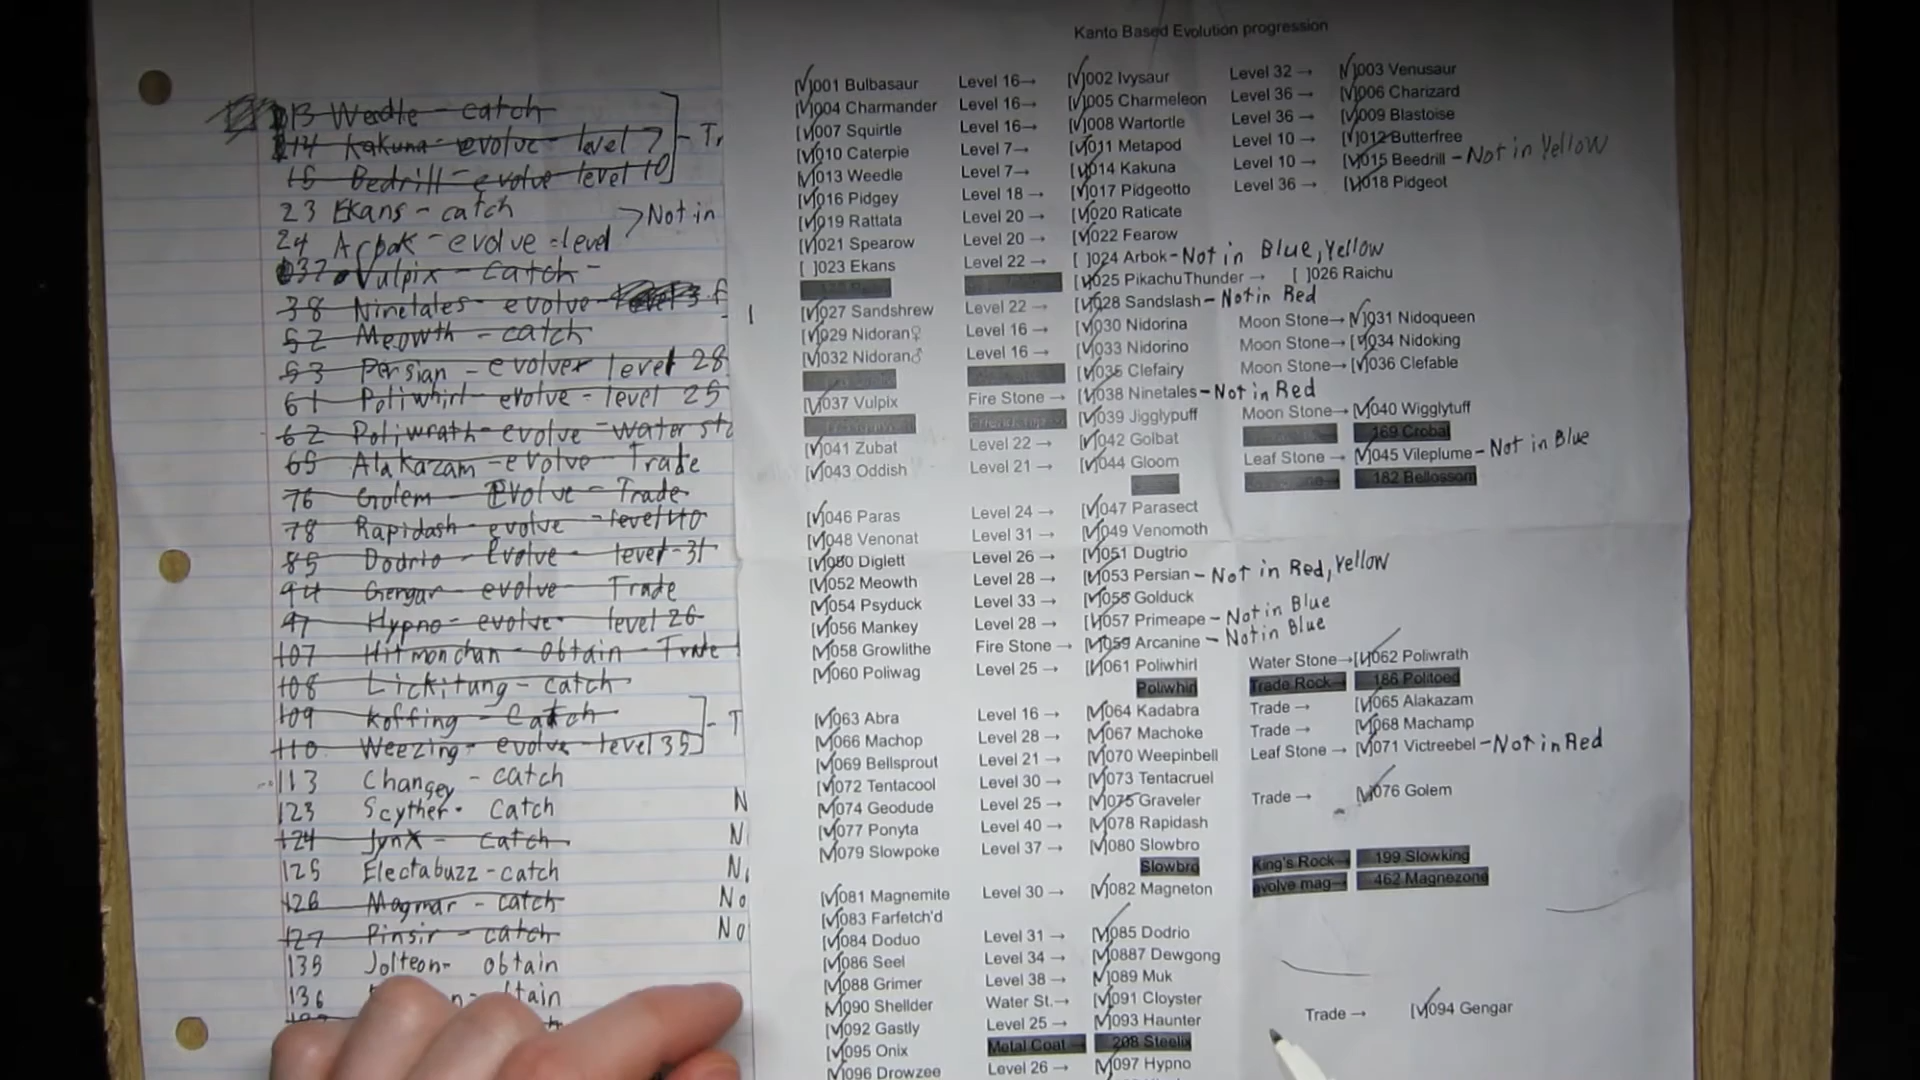 13 Weedle - catch
14 Kakuna - evolve - level 7
15 Bedrill - evolve level 10
23 Ekans - catch
24 Arbok - evolve - level
Not in
37 Vulpix - catch -
38 Ninetales - evolve -
52 Meowth - catch
53 Persian - evolve level 28
61 Poliwhirl - evolve - level 25
62 Poliwrath - evolve - water sto
65 Alakazam - evolve - Trade
76 Golem - Evolve - Trade
78 Rapidash - evolve - level 40
85 Dodrio - Evolve - level - 31
94 Gengar - evolve - Trade
97 Hypno - evolve - level 26
107 Hitmonchan - obtain - Trade
108 Lickitung - catch
109 Koffing - Catch
110 Weezing - evolve - level 35
113 Changey - catch
123 Scyther - Catch N
124 Jynx - catch N
125 Electabuzz - catch N
126 Magmar - catch No
127 Pinsir - catch No
135 Jolteon - obtain
136
Kanto Based Evolution progression
[✓]001 Bulbasaur Level 16→ [✓]002 Ivysaur Level 32 → [✓]003 Venusaur
[✓]004 Charmander Level 16→ [✓]005 Charmeleon Level 36 → [✓]006 Charizard
[✓]007 Squirtle Level 16→ [✓]008 Wartortle Level 36 → [✓]009 Blastoise
[✓]010 Caterpie Level 7→ [✓]011 Metapod Level 10 → [✓]012 Butterfree
[✓]013 Weedle Level 7→ [✓]014 Kakuna Level 10 → [✓]015 Beedrill - Not in Yellow
[✓]016 Pidgey Level 18 → [✓]017 Pidgeotto Level 36 → [✓]018 Pidgeot
[✓]019 Rattata Level 20 → [✓]020 Raticate
[✓]021 Spearow Level 20 → [✓]022 Fearow
[ ]023 Ekans Level 22 → [ ]024 Arbok - Not in Blue, Yellow
[✓]025 Pikachu Thunder → [ ]026 Raichu
[✓]027 Sandshrew Level 22 → [✓]028 Sandslash - Not in Red
[✓]029 Nidoran♀ Level 16 → [✓]030 Nidorina Moon Stone→ [✓]031 Nidoqueen
[✓]032 Nidoran♂ Level 16 → [✓]033 Nidorino Moon Stone→ [✓]034 Nidoking
[✓]035 Clefairy Moon Stone→ [✓]036 Clefable
[✓]037 Vulpix Fire Stone → [✓]038 Ninetales - Not in Red
[✓]039 Jigglypuff Moon Stone→ [✓]040 Wigglytuff
[✓]041 Zubat Level 22 → [✓]042 Golbat 169 Crobat
[✓]043 Oddish Level 21 → [✓]044 Gloom Leaf Stone → [✓]045 Vileplume - Not in Blue
182 Bellossom
[✓]046 Paras Level 24 → [✓]047 Parasect
[✓]048 Venonat Level 31 → [✓]049 Venomoth
[✓]080 Diglett Level 26 → [✓]051 Dugtrio
[✓]052 Meowth Level 28 → [✓]053 Persian - Not in Red, Yellow
[✓]054 Psyduck Level 33 → [✓]055 Golduck
[✓]056 Mankey Level 28 → [✓]057 Primeape - Not in Blue
[✓]058 Growlithe Fire Stone → [✓]059 Arcanine - Not in Blue
[✓]060 Poliwag Level 25 → [✓]061 Poliwhirl Water Stone→ [✓]062 Poliwrath
Poliwhirl Trade Rock→ 186 Politoed
[✓]063 Abra Level 16 → [✓]064 Kadabra Trade → [✓]065 Alakazam
[✓]066 Machop Level 28 → [✓]067 Machoke Trade → [✓]068 Machamp
[✓]069 Bellsprout Level 21 → [✓]070 Weepinbell Leaf Stone → [✓]071 Victreebel - Not in Red
[✓]072 Tentacool Level 30 → [✓]073 Tentacruel
[✓]074 Geodude Level 25 → [✓]075 Graveler Trade → [✓]076 Golem
[✓]077 Ponyta Level 40 → [✓]078 Rapidash
[✓]079 Slowpoke Level 37 → [✓]080 Slowbro
Slowbro King's Rock→ 199 Slowking
[✓]081 Magnemite Level 30 → [✓]082 Magneton evolve mag→ 462 Magnezone
[✓]083 Farfetch'd
[✓]084 Doduo Level 31 → [✓]085 Dodrio
[✓]086 Seel Level 34 → [✓]0887 Dewgong
[✓]088 Grimer Level 38 → [✓]089 Muk
[✓]090 Shellder Water St.→ [✓]091 Cloyster
[✓]092 Gastly Level 25 → [✓]093 Haunter Trade → [✓]094 Gengar
[✓]095 Onix Metal Coat → 208 Steelix
[✓]096 Drowzee Level 26 → [✓]097 Hypno